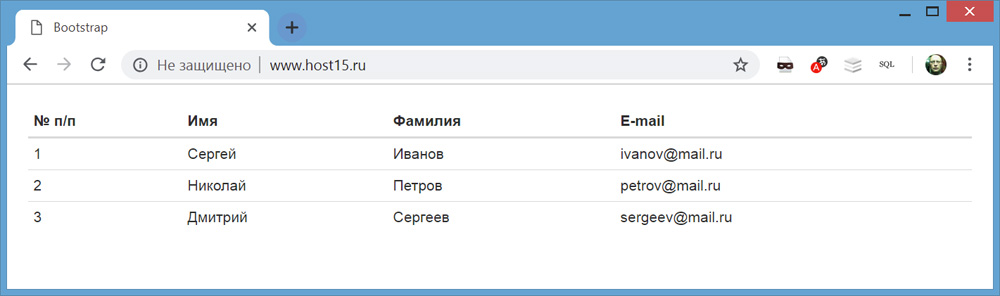 Bootstrap
Не защищено www.host15.ru SQL
№ п/п Имя Фамилия E-mail
1 Сергей Иванов ivanov@mail.ru
2 Николай Петров petrov@mail.ru
3 Дмитрий Сергеев sergeev@mail.ru